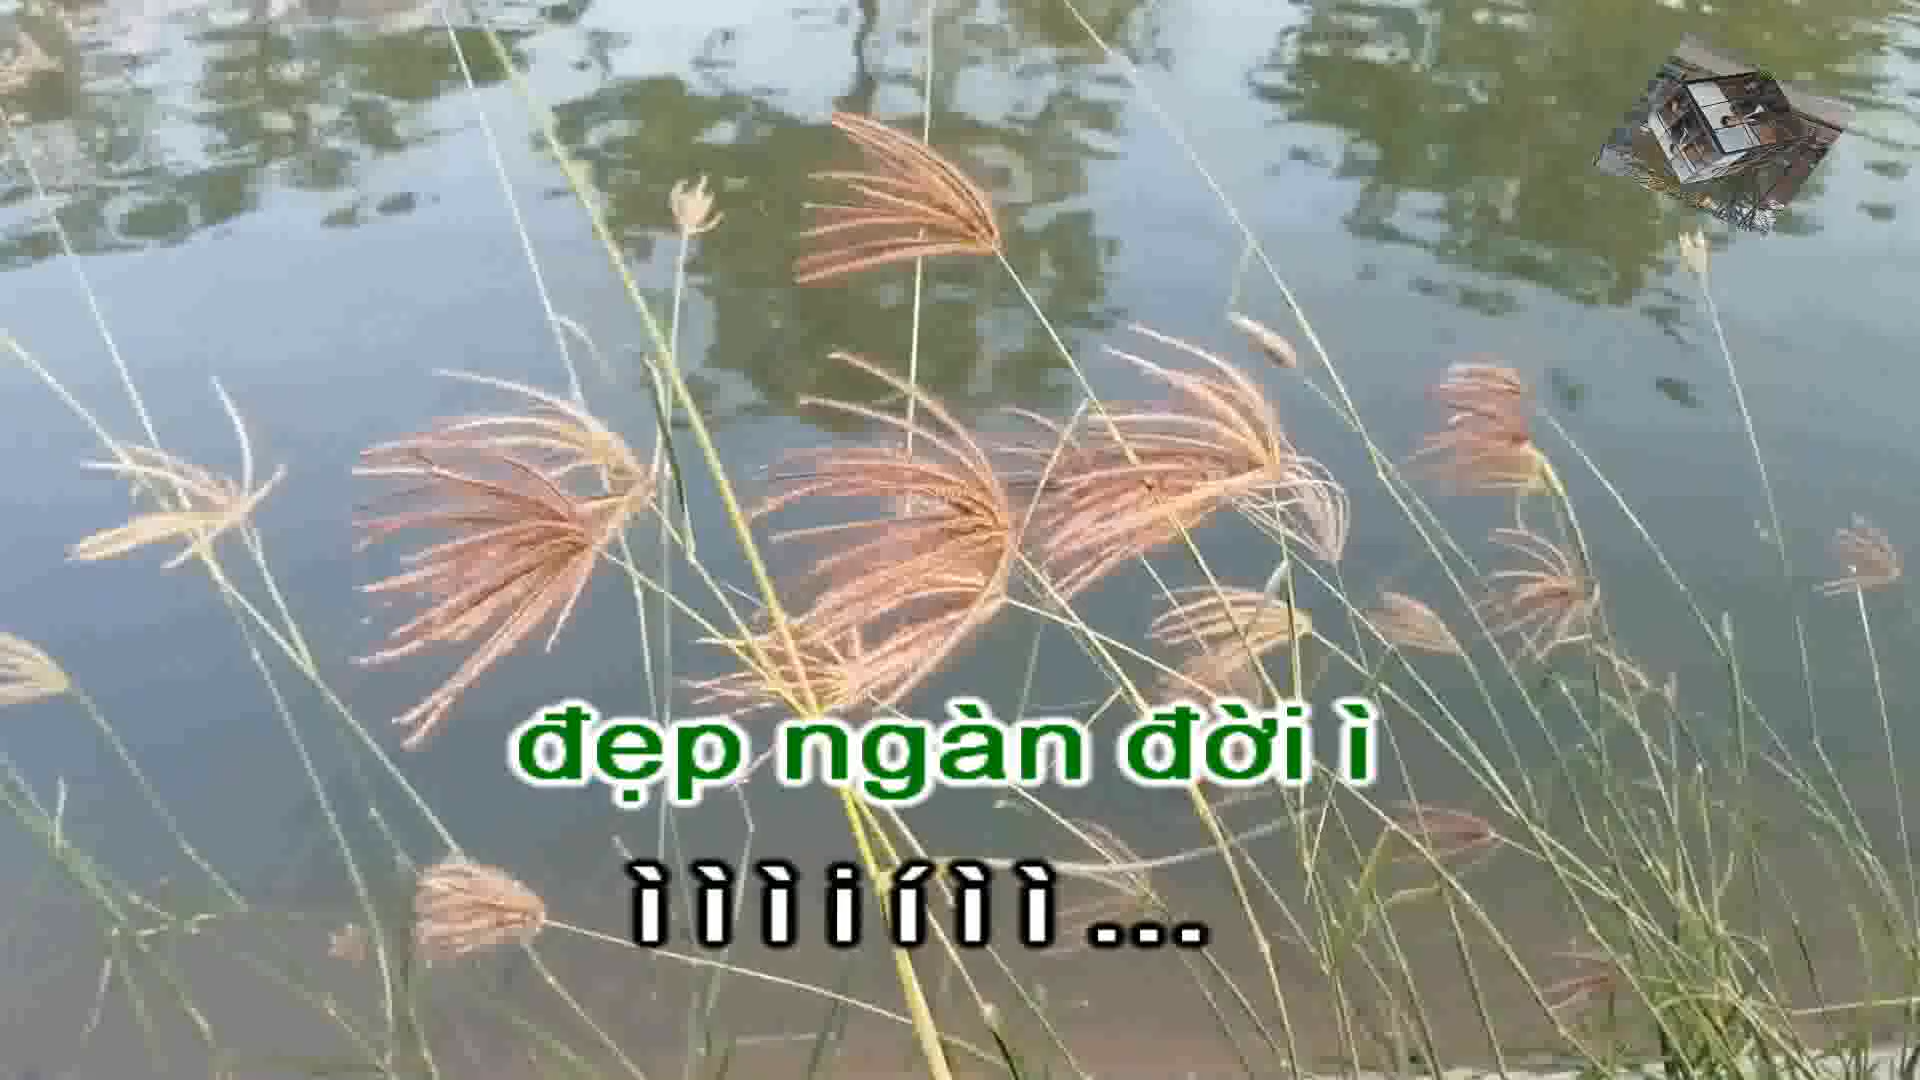 đẹp ngàn đời ì
ì ì ì i í ì ì ...